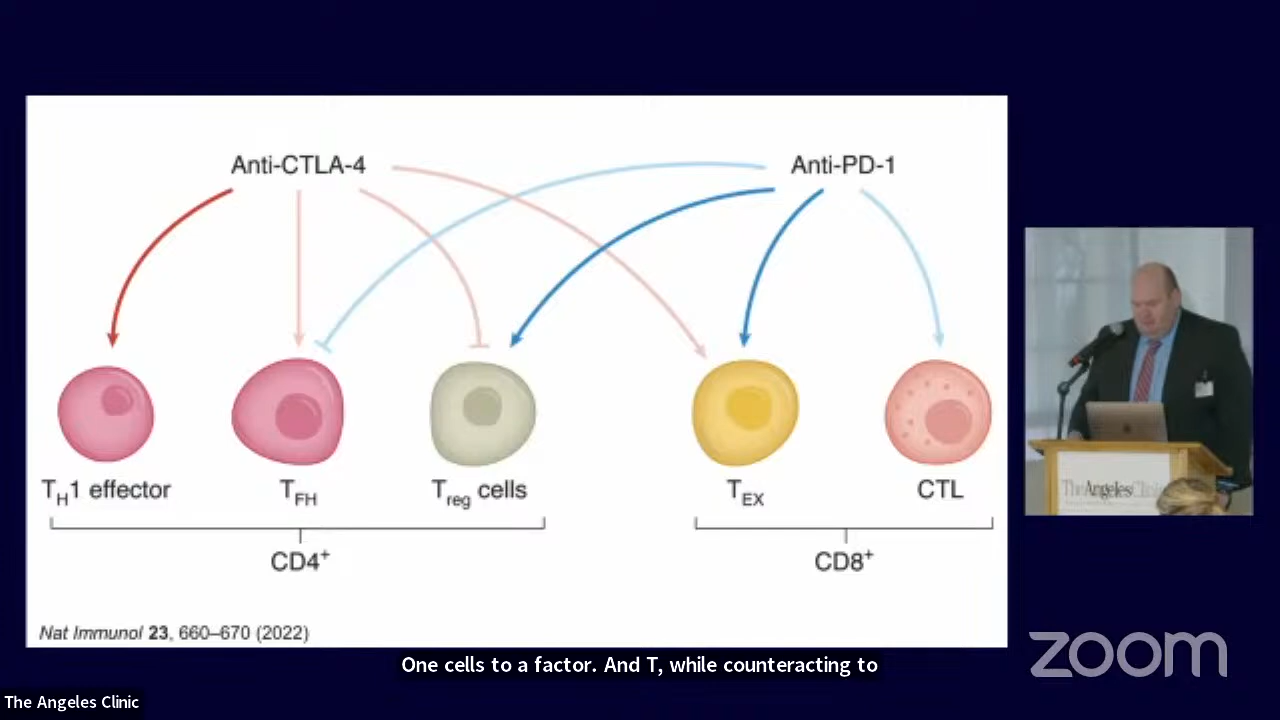 Anti-CTLA-4 Anti-PD-1
T_H1 effector T_FH T_reg cells T_EX CTL
CD4⁺ CD8⁺
Nat Immunol 23, 660–670 (2022)
TheAngelesClinic
One cells to a factor. And T, while counteracting to
zoom
The Angeles Clinic